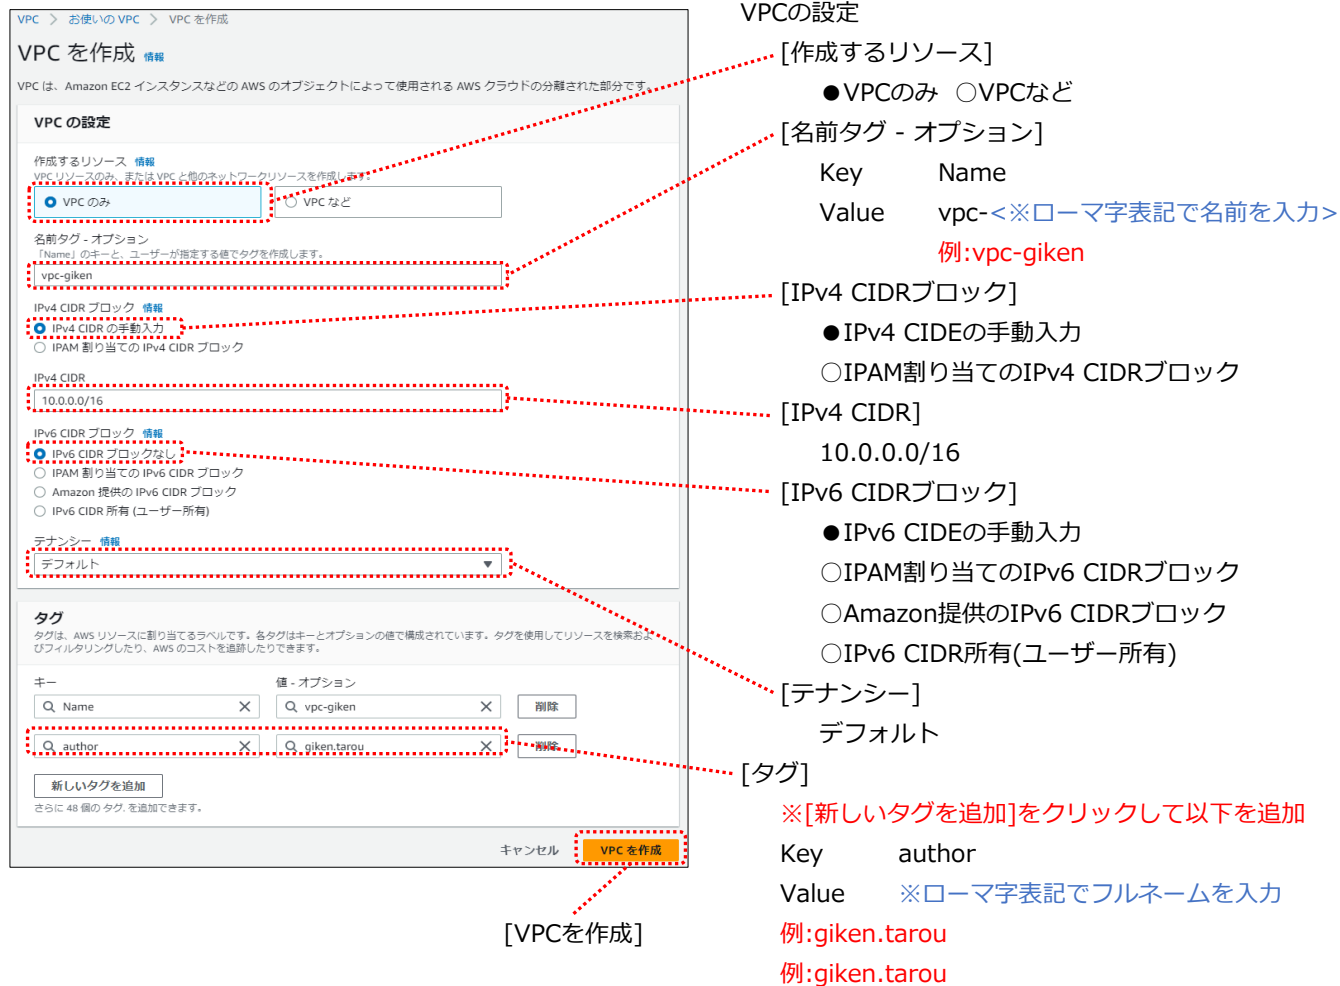 VPC > お使いの VPC > VPC を作成
VPC を作成 情報
VPC は、Amazon EC2 インスタンスなどの AWS のオブジェクトによって使用される AWS クラウドの分離された部分です。
VPC の設定
作成するリソース 情報
VPC リソースのみ、または VPC と他のネットワークリソースを作成します。
VPC のみ
VPC など
名前タグ - オプション
「Name」のキーと、ユーザーが指定する値でタグを作成します。
vpc-giken
IPv4 CIDR ブロック 情報
IPv4 CIDR の手動入力
IPAM 割り当ての IPv4 CIDR ブロック
IPv4 CIDR
10.0.0.0/16
IPv6 CIDR ブロック 情報
IPv6 CIDR ブロックなし
IPAM 割り当ての IPv6 CIDR ブロック
Amazon 提供の IPv6 CIDR ブロック
IPv6 CIDR 所有 (ユーザー所有)
テナンシー 情報
デフォルト
タグ
タグは、AWS リソースに割り当てるラベルです。各タグはキーとオプションの値で構成されています。タグを使用してリソースを検索およ
びフィルタリングしたり、AWS のコストを追跡したりできます。
キー
値 - オプション
Name
vpc-giken
削除
author
giken.tarou
削除
新しいタグを追加
さらに 48 個の タグ. を追加できます。
キャンセル
VPC を作成
[VPCを作成]
VPCの設定
[作成するリソース]
●VPCのみ ○VPCなど
[名前タグ - オプション]
Key Name
Value vpc-<※ローマ字表記で名前を入力>
例:vpc-giken
[IPv4 CIDRブロック]
●IPv4 CIDEの手動入力
○IPAM割り当てのIPv4 CIDRブロック
[IPv4 CIDR]
10.0.0.0/16
[IPv6 CIDRブロック]
●IPv6 CIDEの手動入力
○IPAM割り当てのIPv6 CIDRブロック
○Amazon提供のIPv6 CIDRブロック
○IPv6 CIDR所有(ユーザー所有)
[テナンシー]
デフォルト
[タグ]
※[新しいタグを追加]をクリックして以下を追加
Key author
Value ※ローマ字表記でフルネームを入力
例:giken.tarou
例:giken.tarou